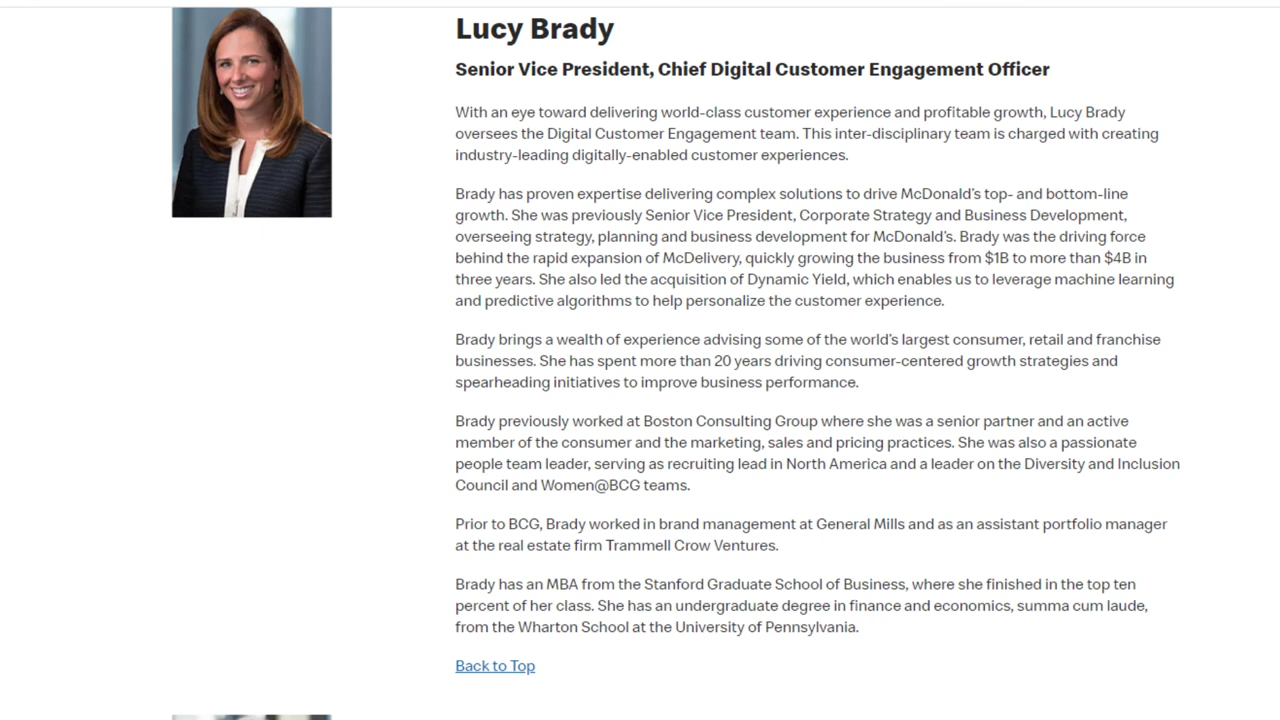 Lucy Brady
Senior Vice President, Chief Digital Customer Engagement Officer
With an eye toward delivering world-class customer experience and profitable growth, Lucy Brady
oversees the Digital Customer Engagement team. This inter-disciplinary team is charged with creating
industry-leading digitally-enabled customer experiences.
Brady has proven expertise delivering complex solutions to drive McDonald's top- and bottom-line
growth. She was previously Senior Vice President, Corporate Strategy and Business Development,
overseeing strategy, planning and business development for McDonald's. Brady was the driving force
behind the rapid expansion of McDelivery, quickly growing the business from $1B to more than $4B in
three years. She also led the acquisition of Dynamic Yield, which enables us to leverage machine learning
and predictive algorithms to help personalize the customer experience.
Brady brings a wealth of experience advising some of the world's largest consumer, retail and franchise
businesses. She has spent more than 20 years driving consumer-centered growth strategies and
spearheading initiatives to improve business performance.
Brady previously worked at Boston Consulting Group where she was a senior partner and an active
member of the consumer and the marketing, sales and pricing practices. She was also a passionate
people team leader, serving as recruiting lead in North America and a leader on the Diversity and Inclusion
Council and Women@BCG teams.
Prior to BCG, Brady worked in brand management at General Mills and as an assistant portfolio manager
at the real estate firm Trammell Crow Ventures.
Brady has an MBA from the Stanford Graduate School of Business, where she finished in the top ten
percent of her class. She has an undergraduate degree in finance and economics, summa cum laude,
from the Wharton School at the University of Pennsylvania.
Back to Top